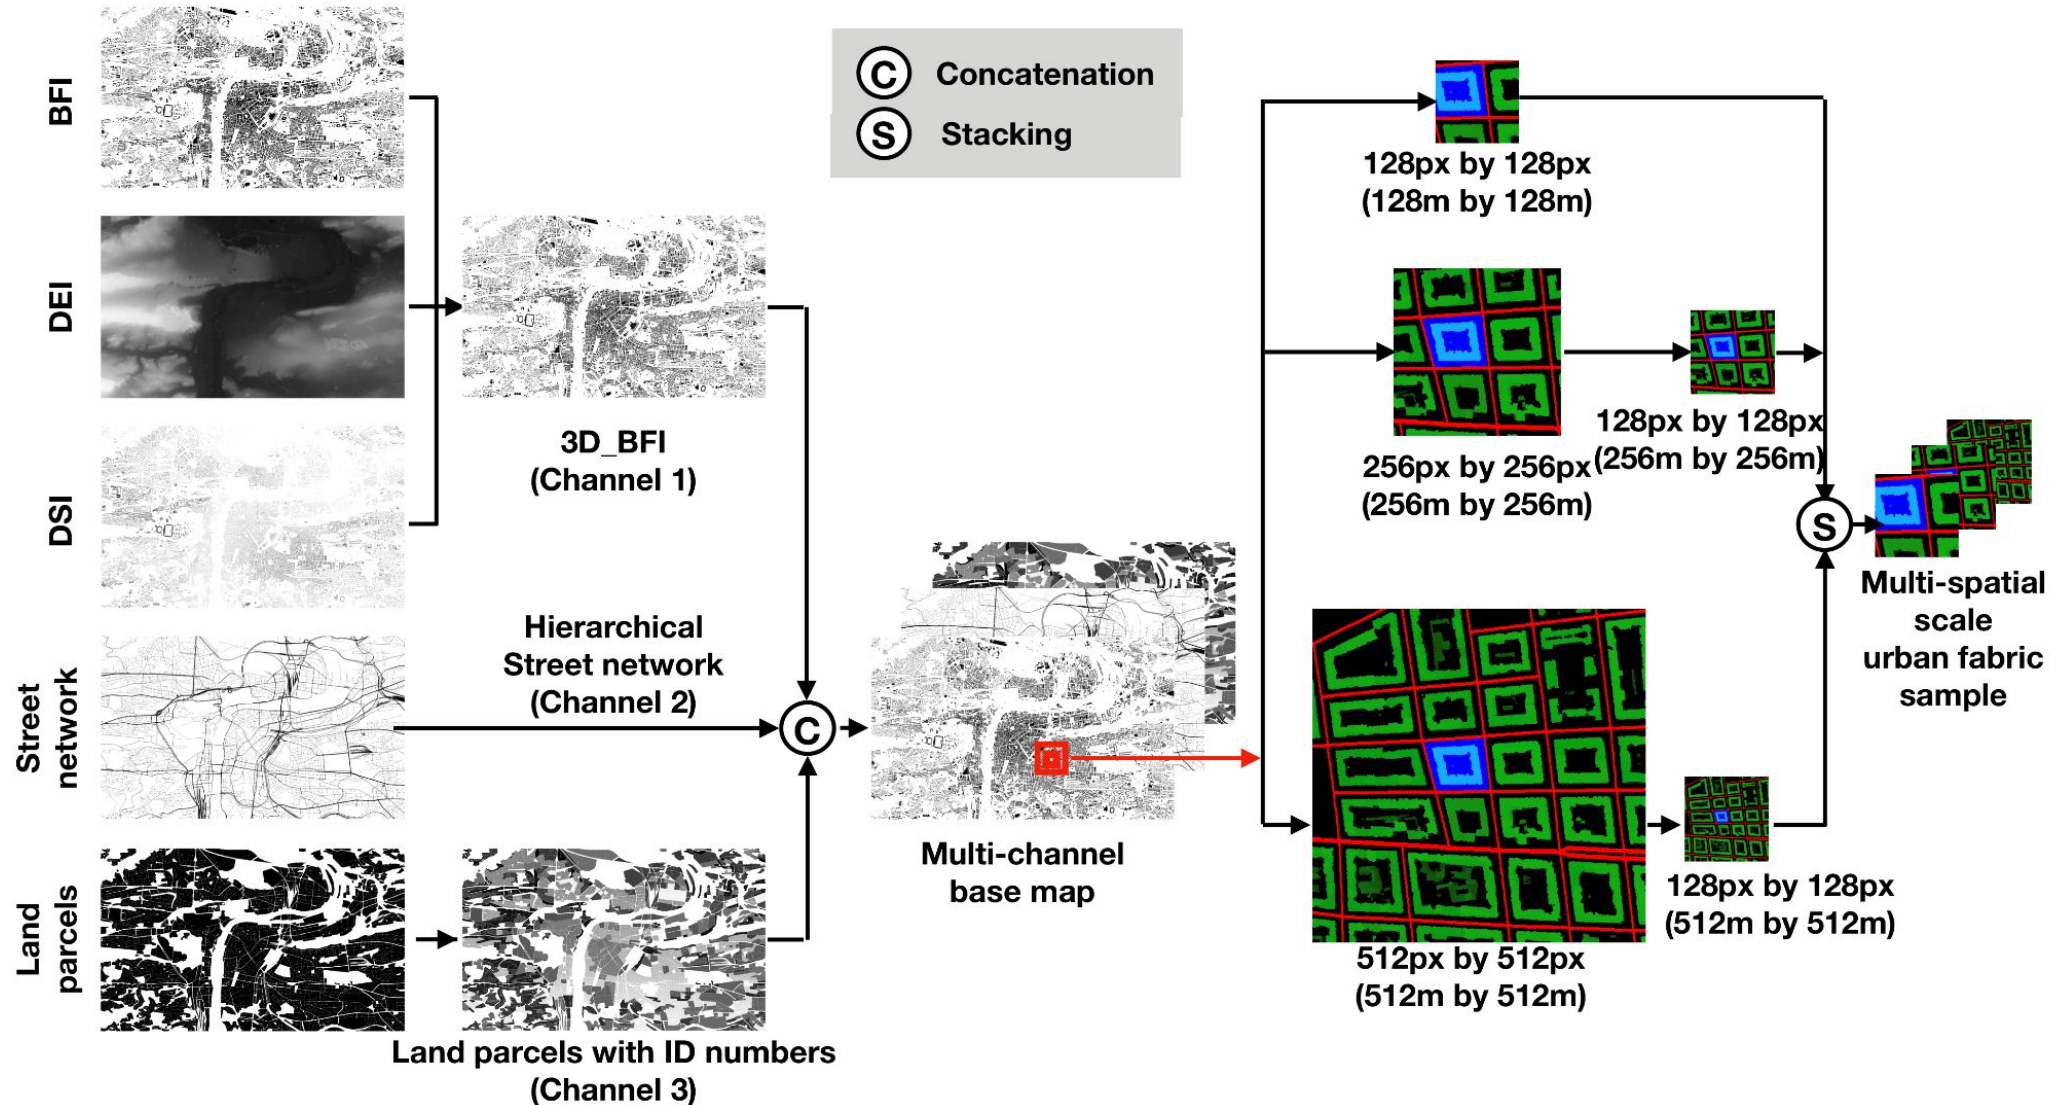 BFI
DEI
DSI
Street
network
Land
parcels
3D_BFI
(Channel 1)
Hierarchical
Street network
(Channel 2)
Land parcels with ID numbers
(Channel 3)
C
Concatenation
S
Stacking
C
Multi-channel
base map
128px by 128px
(128m by 128m)
256px by 256px
(256m by 256m)
128px by 128px
(256m by 256m)
512px by 512px
(512m by 512m)
128px by 128px
(512m by 512m)
S
Multi-spatial
scale
urban fabric
sample